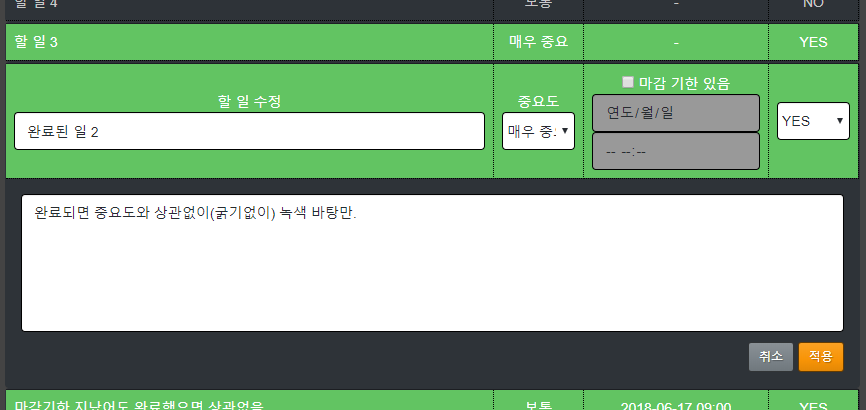 할 일 4 보통 - NO
할 일 3 매우 중요 - YES
할 일 수정 중요도 마감 기한 있음
완료된 일 2 매우 중요 연도/월/일 YES
-- --:--
완료되면 중요도와 상관없이(굵기없이) 녹색 바탕만.
취소 적용
마감기한 지났어도 완료했으면 상관없음 보통 2018-06-17 09:00 YES